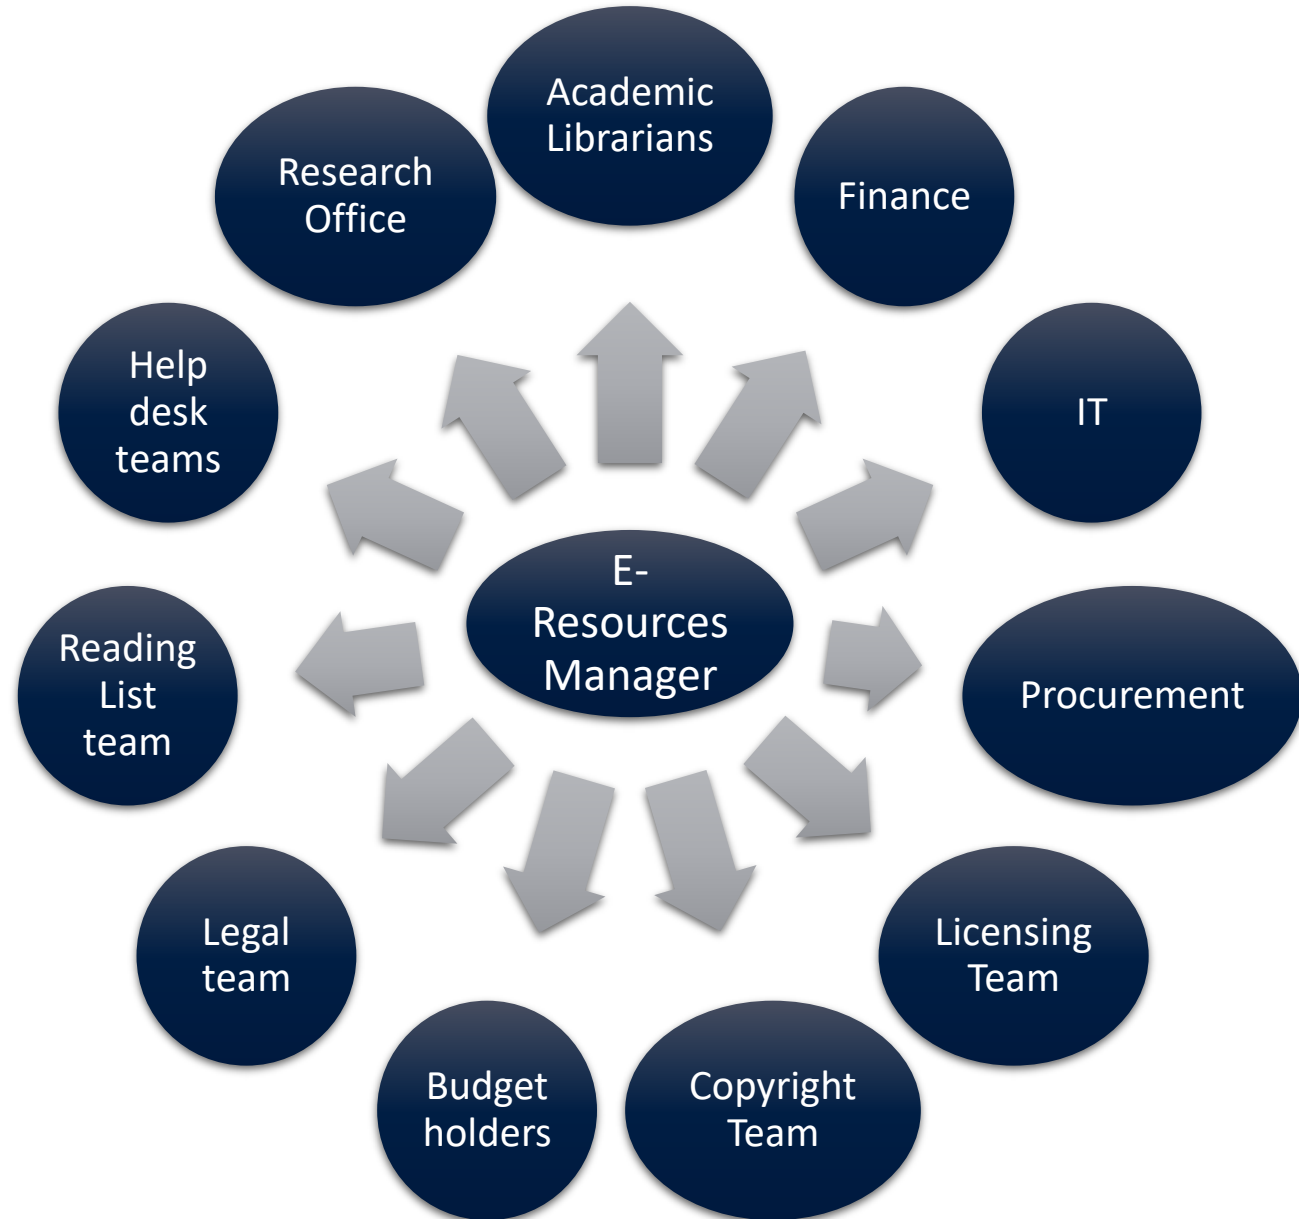 Academic
Librarians
Finance
IT
Procurement
Licensing
Team
Copyright
Team
Budget
holders
Legal
team
Reading
List
team
Help
desk
teams
Research
Office
E-
Resources
Manager